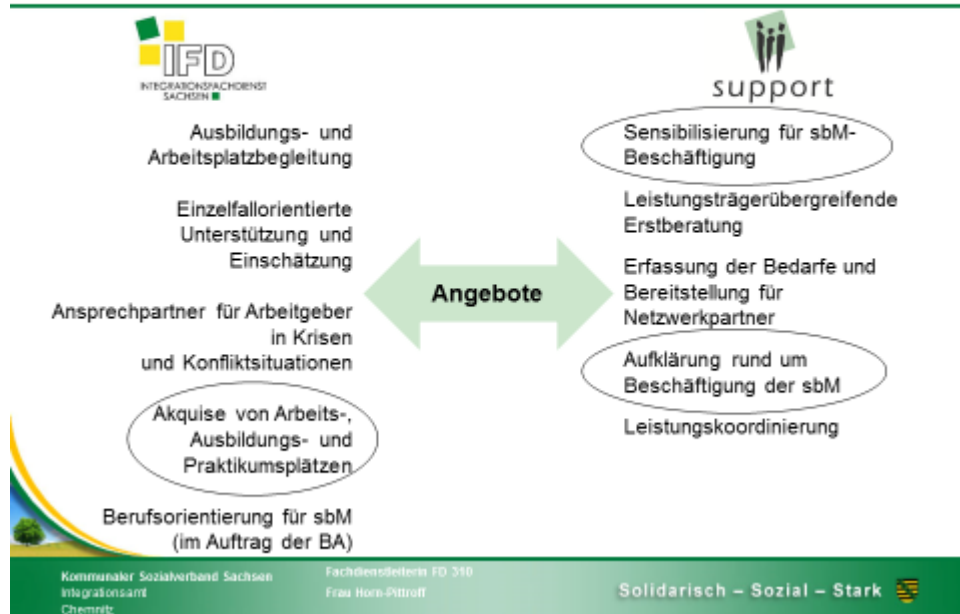 IFD
INTEGRATIONSFACHDIENST
SACHSEN
Ausbildungs- und
Arbeitsplatzbegleitung
Einzelfallorientierte
Unterstützung und
Einschätzung
Ansprechpartner für Arbeitgeber
in Krisen
und Konfliktsituationen
Akquise von Arbeits-,
Ausbildungs- und
Praktikumsplätzen
Berufsorientierung für sbM
(im Auftrag der BA)
Angebote
support
Sensibilisierung für sbM-
Beschäftigung
Leistungsträgerübergreifende
Erstberatung
Erfassung der Bedarfe und
Bereitstellung für
Netzwerkpartner
Aufklärung rund um
Beschäftigung der sbM
Leistungskoordinierung
Kommunaler Sozialverband Sachsen
Integrationsamt
Chemnitz
Fachdienstleiterin FD 310
Frau Horn-Pittroff
Solidarisch – Sozial – Stark